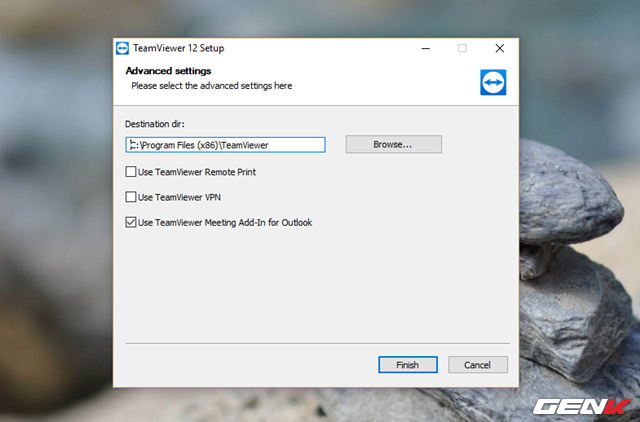 TeamViewer 12 Setup
Advanced settings
Please select the advanced settings here
Destination dir:
C:\Program Files (x86)\TeamViewer
Browse...
Use TeamViewer Remote Print
Use TeamViewer VPN
Use TeamViewer Meeting Add-In for Outlook
Finish
Cancel
GENK